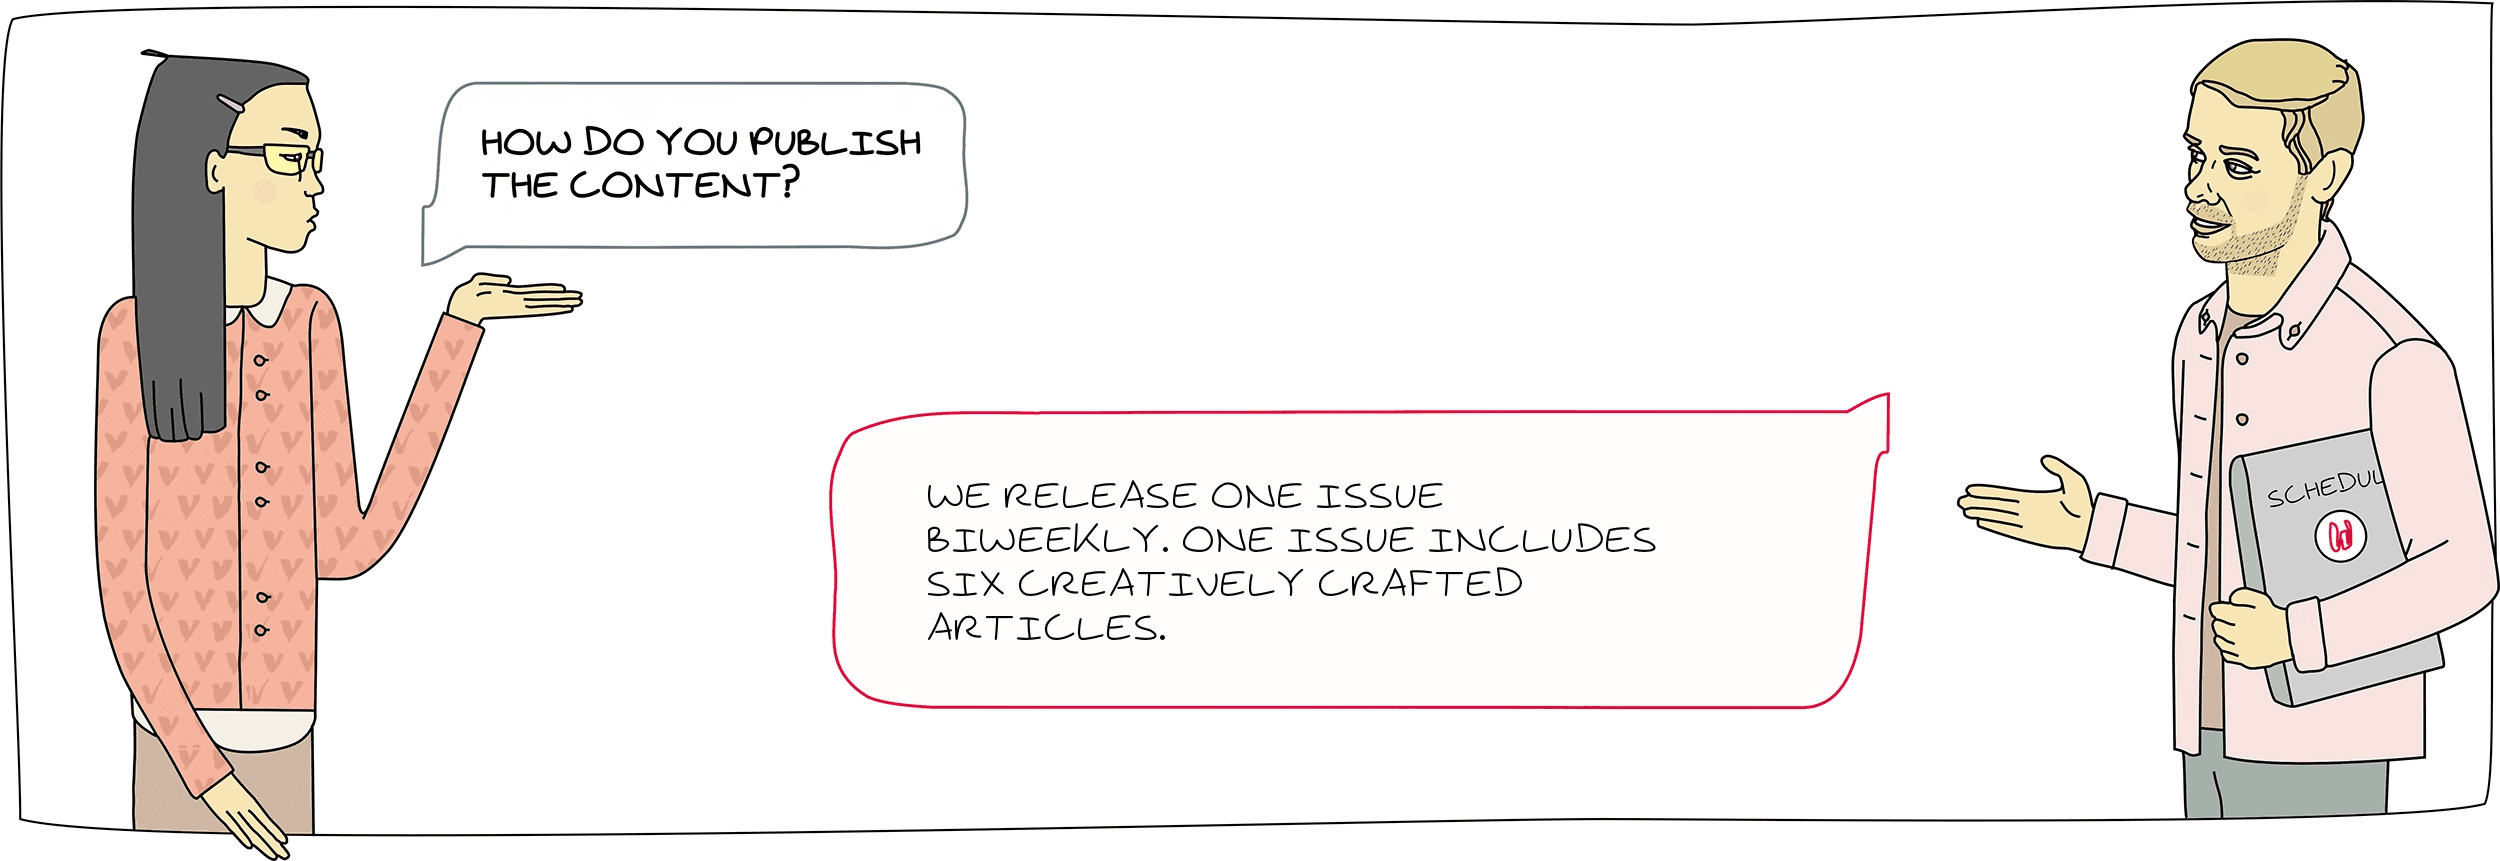 HOW DO YOU PUBLISH
THE CONTENT?
WE RELEASE ONE ISSUE
BIWEEKLY. ONE ISSUE INCLUDES
SIX CREATIVELY CRAFTED
ARTICLES.
SCHEDUL